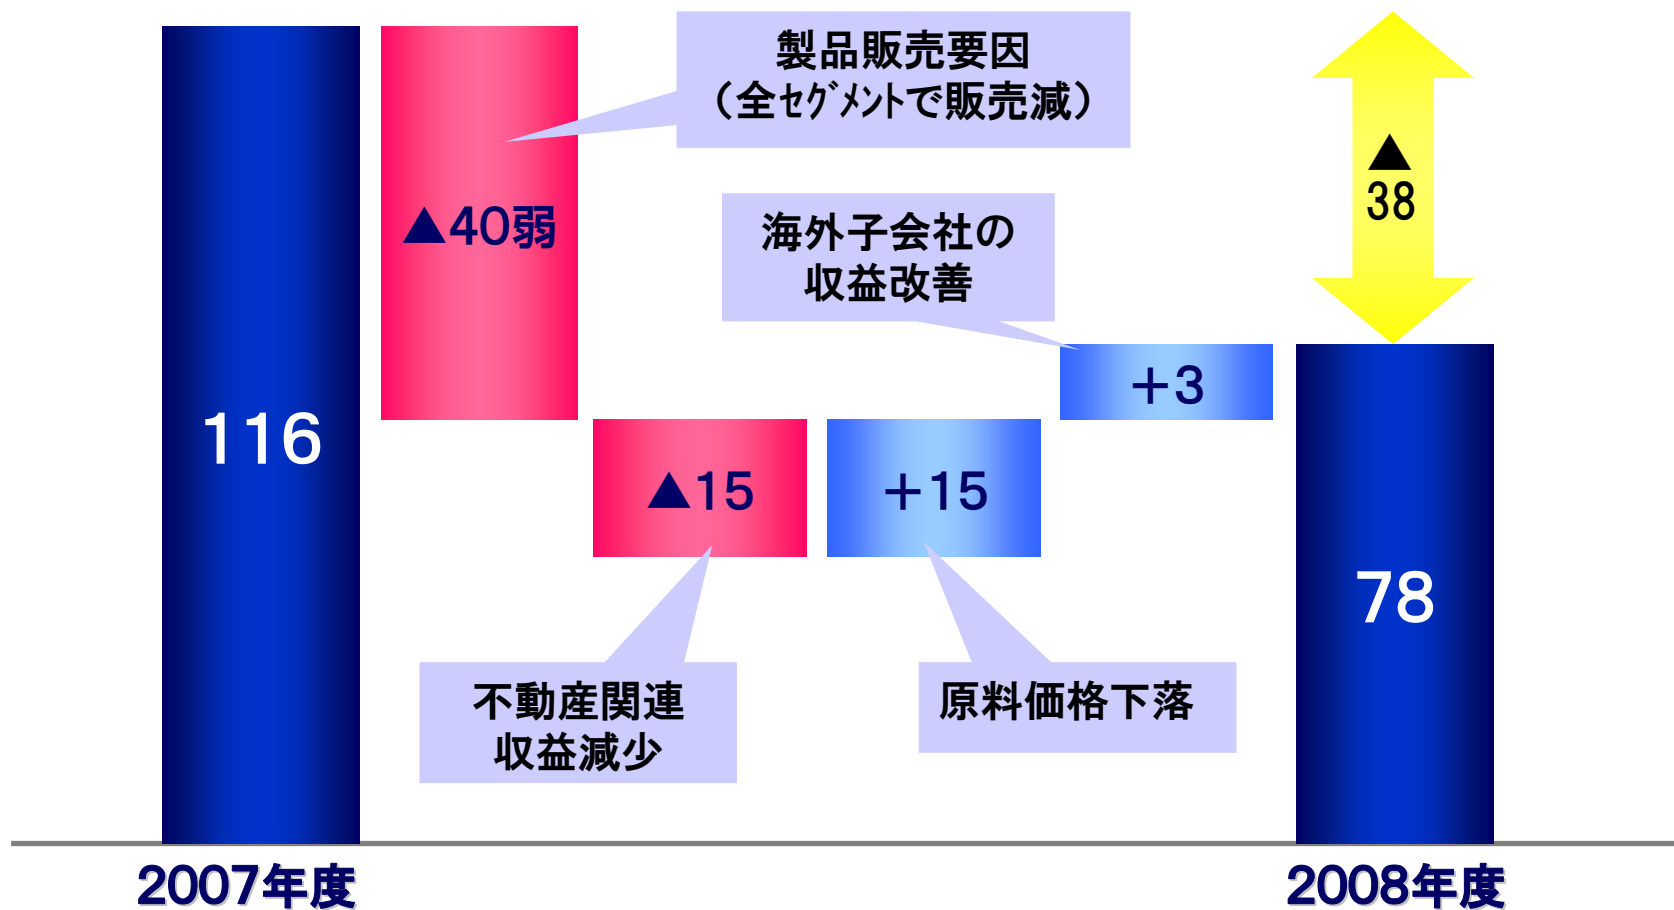 製品販売要因
（全ｾｸﾞﾒﾝﾄで販売減）
▲
38
▲40弱
海外子会社の
収益改善
＋3
116
▲15
＋15
78
不動産関連
収益減少
原料価格下落
2007年度
2008年度